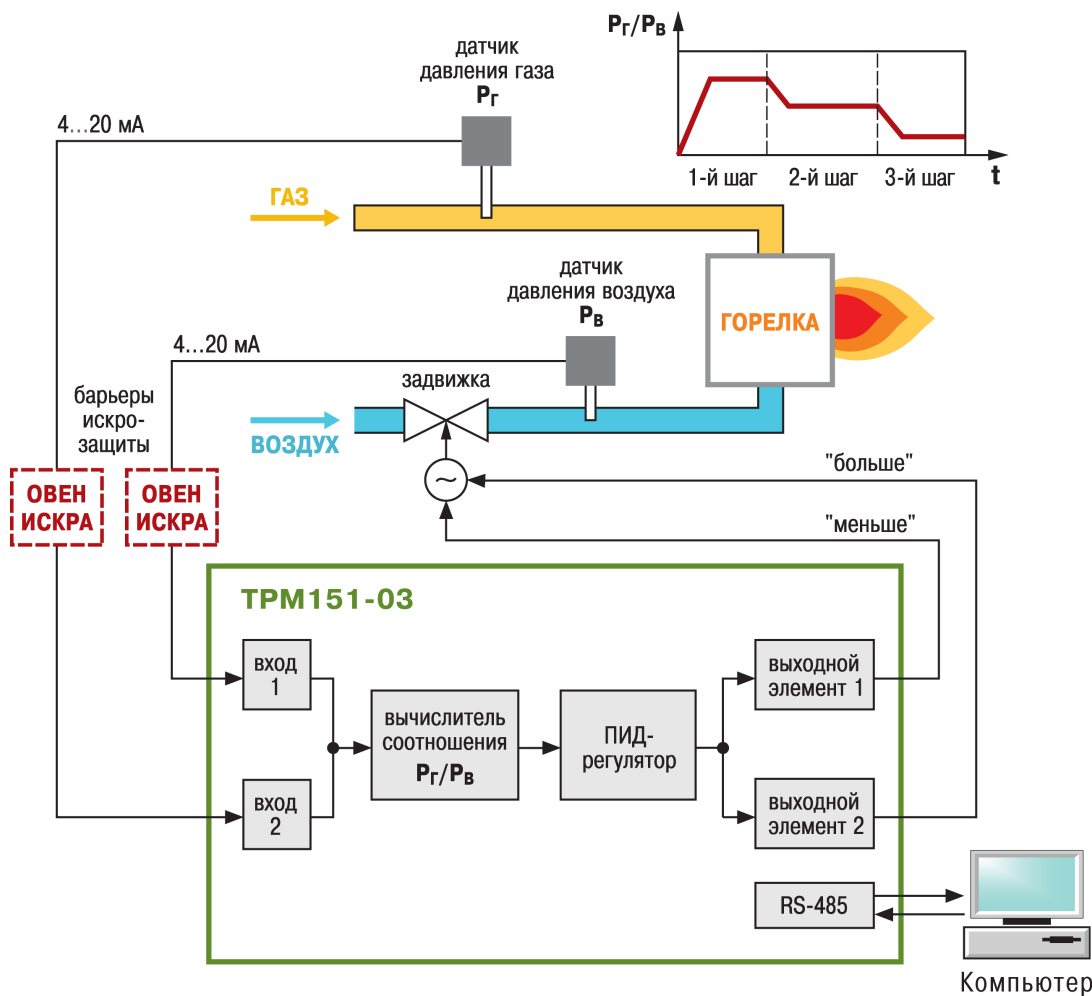 Pг/Pв
1-й шаг
2-й шаг
3-й шаг
t
датчик
давления газа
Pг
4...20 мА
ГАЗ
датчик
давления воздуха
Pв
ГОРЕЛКА
4...20 мА
задвижка
барьеры
искро-
защиты
ВОЗДУХ
ОВЕН
ИСКРА
ОВЕН
ИСКРА
~
"больше"
"меньше"
ТРМ151-03
вход
1
вычислитель
соотношения
Pг/Pв
ПИД-
регулятор
выходной
элемент 1
вход
2
выходной
элемент 2
RS-485
Компьютер